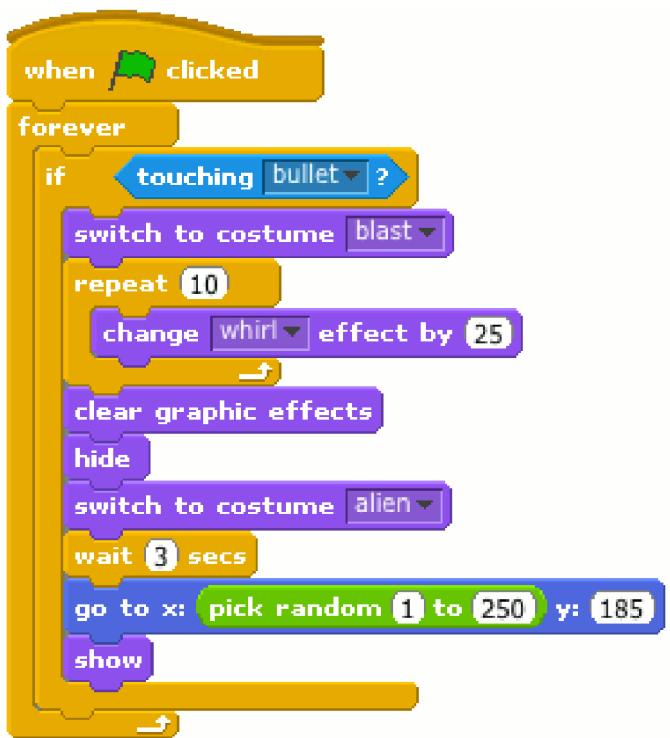 when clicked
forever
if touching bullet ?
switch to costume blast
repeat 10
change whirl effect by 25
clear graphic effects
hide
switch to costume alien
wait 3 secs
go to x: pick random 1 to 250 y: 185
show